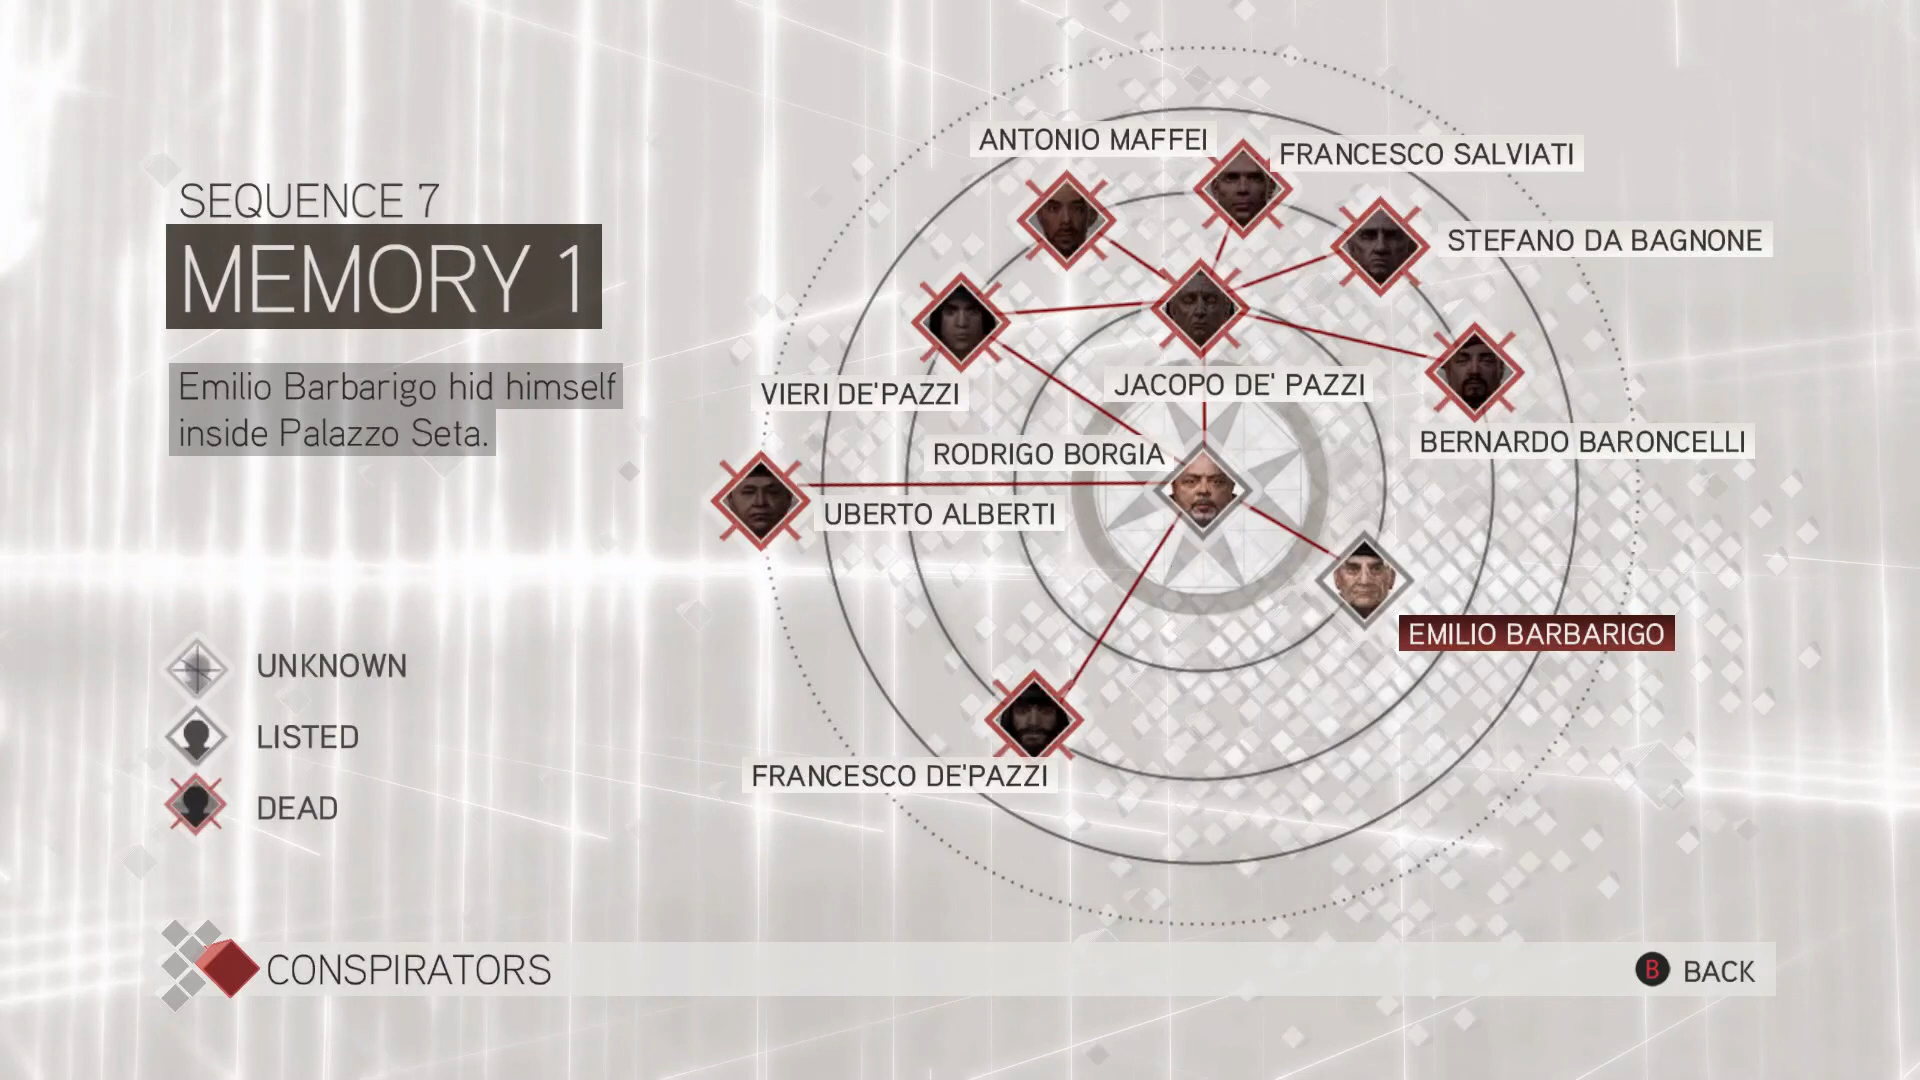 SEQUENCE 7
MEMORY 1
Emilio Barbarigo hid himself
inside Palazzo Seta.
ANTONIO MAFFEI
FRANCESCO SALVIATI
STEFANO DA BAGNONE
VIERI DE'PAZZI
JACOPO DE' PAZZI
BERNARDO BARONCELLI
RODRIGO BORGIA
UBERTO ALBERTI
EMILIO BARBARIGO
FRANCESCO DE'PAZZI
UNKNOWN
LISTED
DEAD
CONSPIRATORS
B BACK